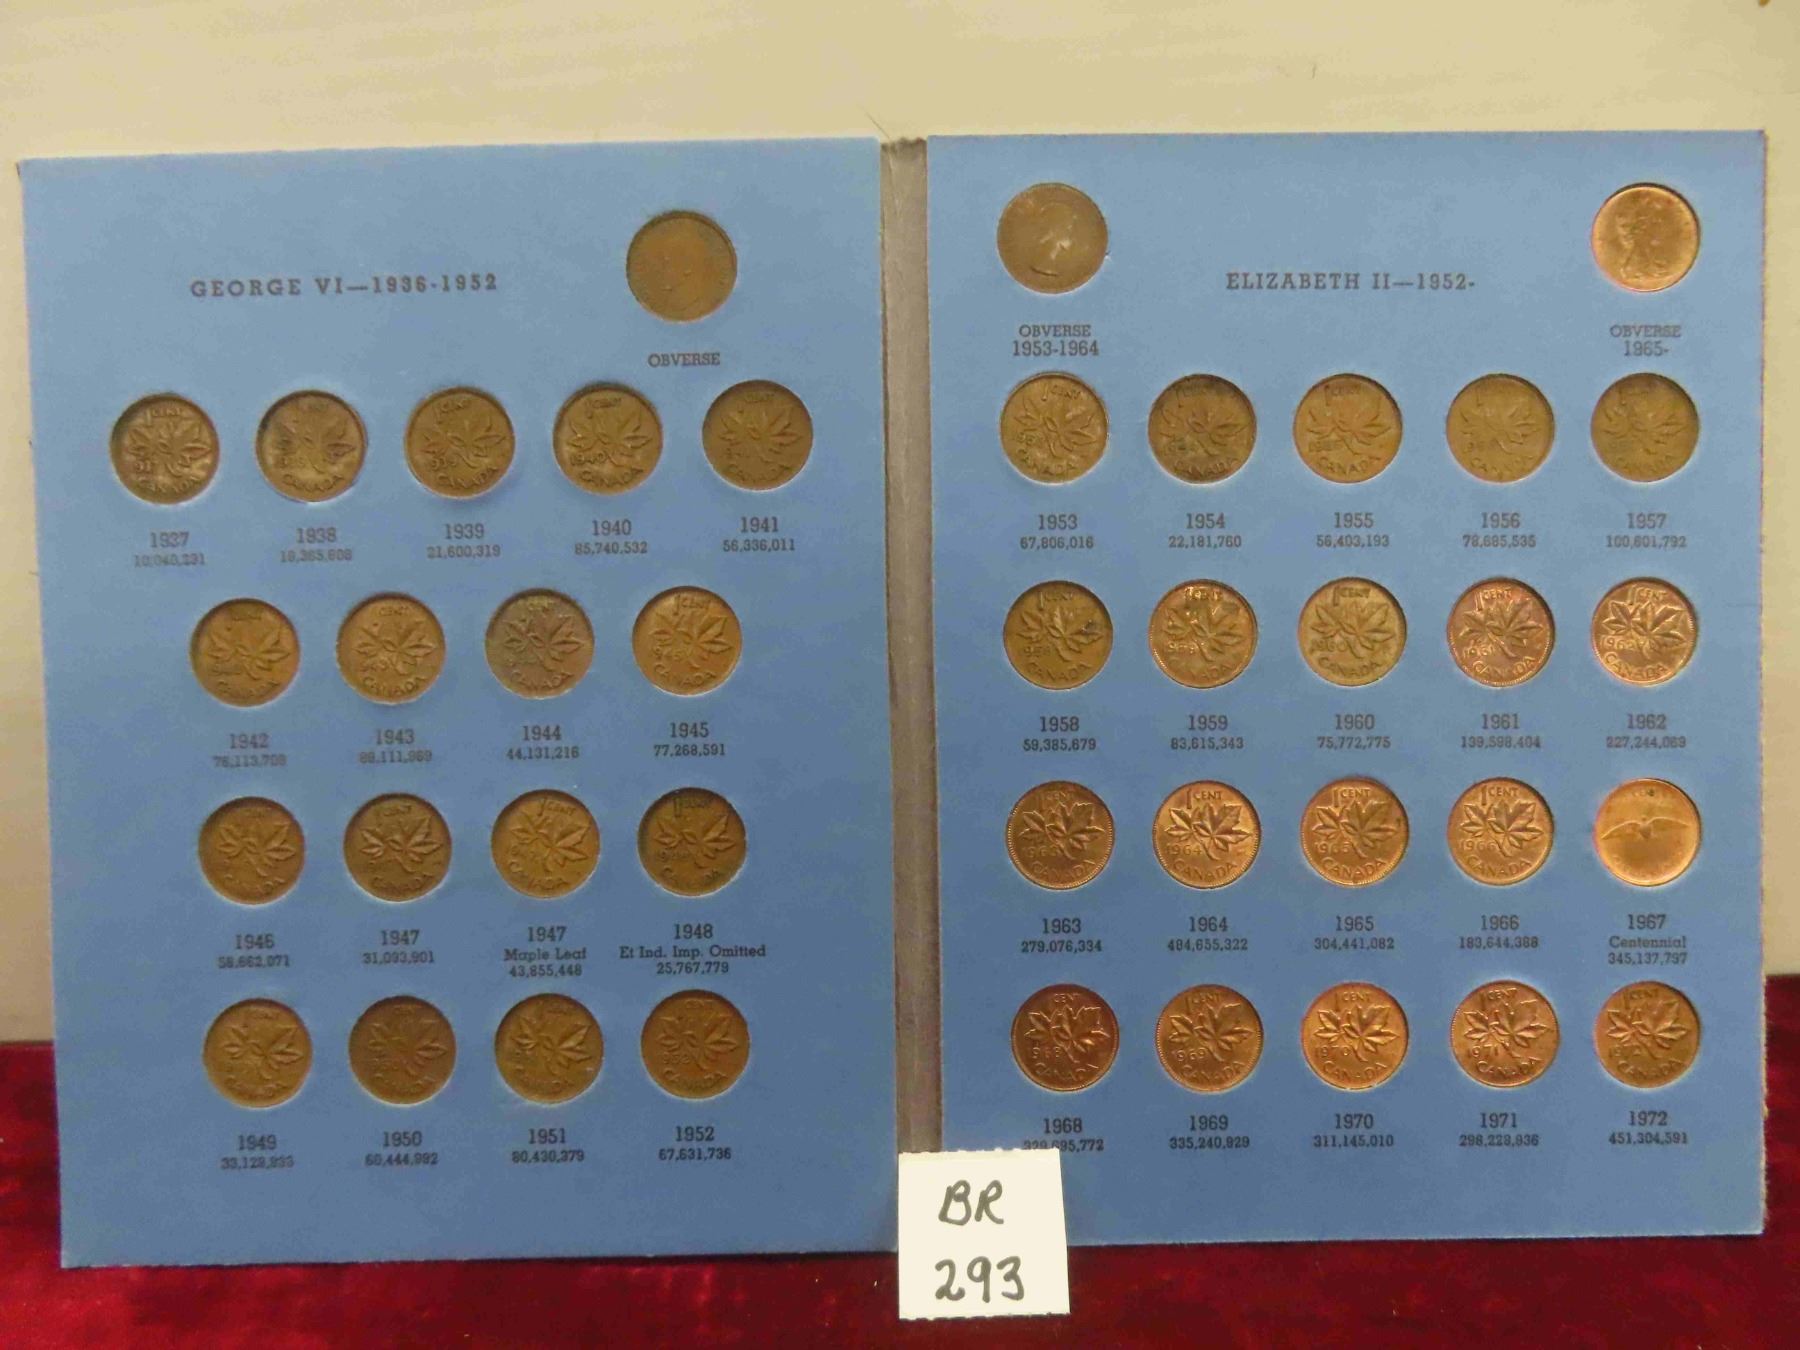 GEORGE VI—1936-1952
OBVERSE
1937 1938 1939 1940 1941
10,040,231 18,365,608 21,600,319 85,740,532 56,336,011
1942 1943 1944 1945
76,113,708 89,111,969 44,131,216 77,268,591
1946 1947 1947 1948
Maple Leaf Et Ind. Imp. Omitted
56,662,071 31,093,901 43,855,448 25,767,779
1949 1950 1951 1952
33,128,933 60,444,992 80,430,379 67,631,736
ELIZABETH II—1952-
OBVERSE OBVERSE
1953-1964 1965-
1 CENT
CANADA
1953 1954 1955 1956 1957
67,806,016 22,181,760 56,403,193 78,685,535 100,601,792
1958 1959 1960 1961 1962
59,385,679 83,615,343 75,772,775 139,598,404 227,244,069
1963 1964 1965 1966 1967
Centennial
279,076,334 484,655,322 304,441,082 183,644,388 345,137,797
1968 1969 1970 1971 1972
329,695,772 335,240,929 311,145,010 298,228,936 451,304,591
BR
293